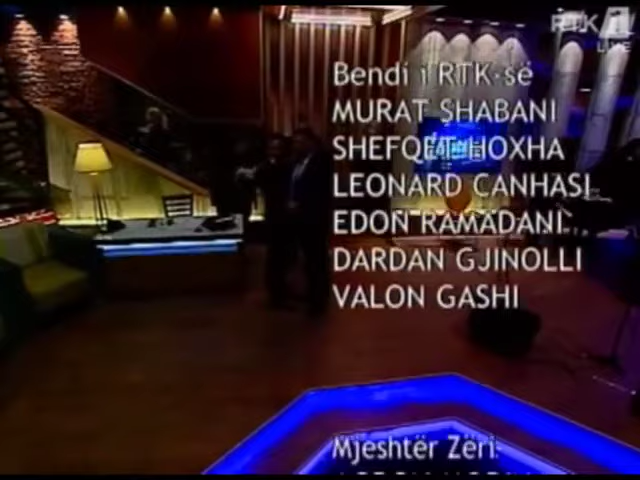 RTK 1
LIVE
Bendi i RTK-së
MURAT SHABANI
SHEFQET HOXHA
LEONARD CANHASI
EDON RAMADANI
DARDAN GJINOLLI
VALON GASHI
Mjeshtër Zëri: